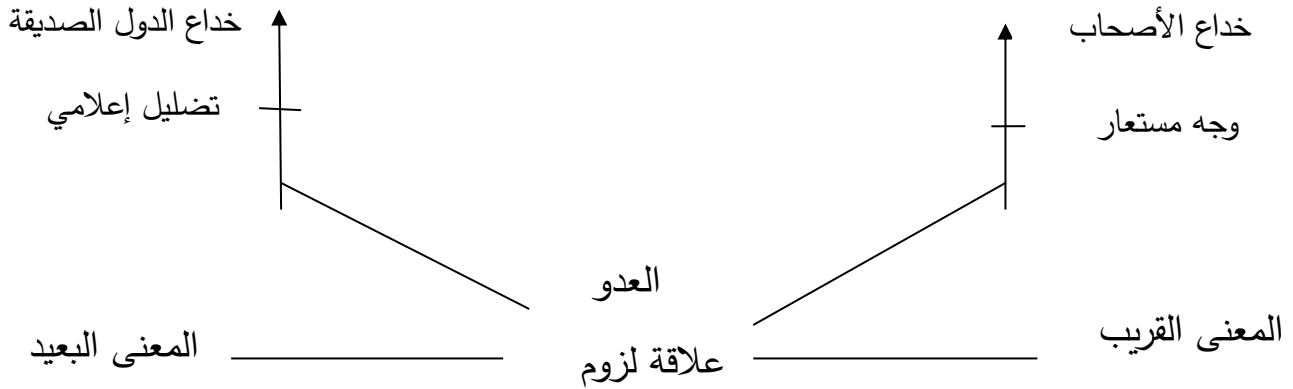 خداع الأصحاب
خداع الدول الصديقة
وجه مستعار
تضليل إعلامي
العدو
المعنى القريب
علاقة لزوم
المعنى البعيد